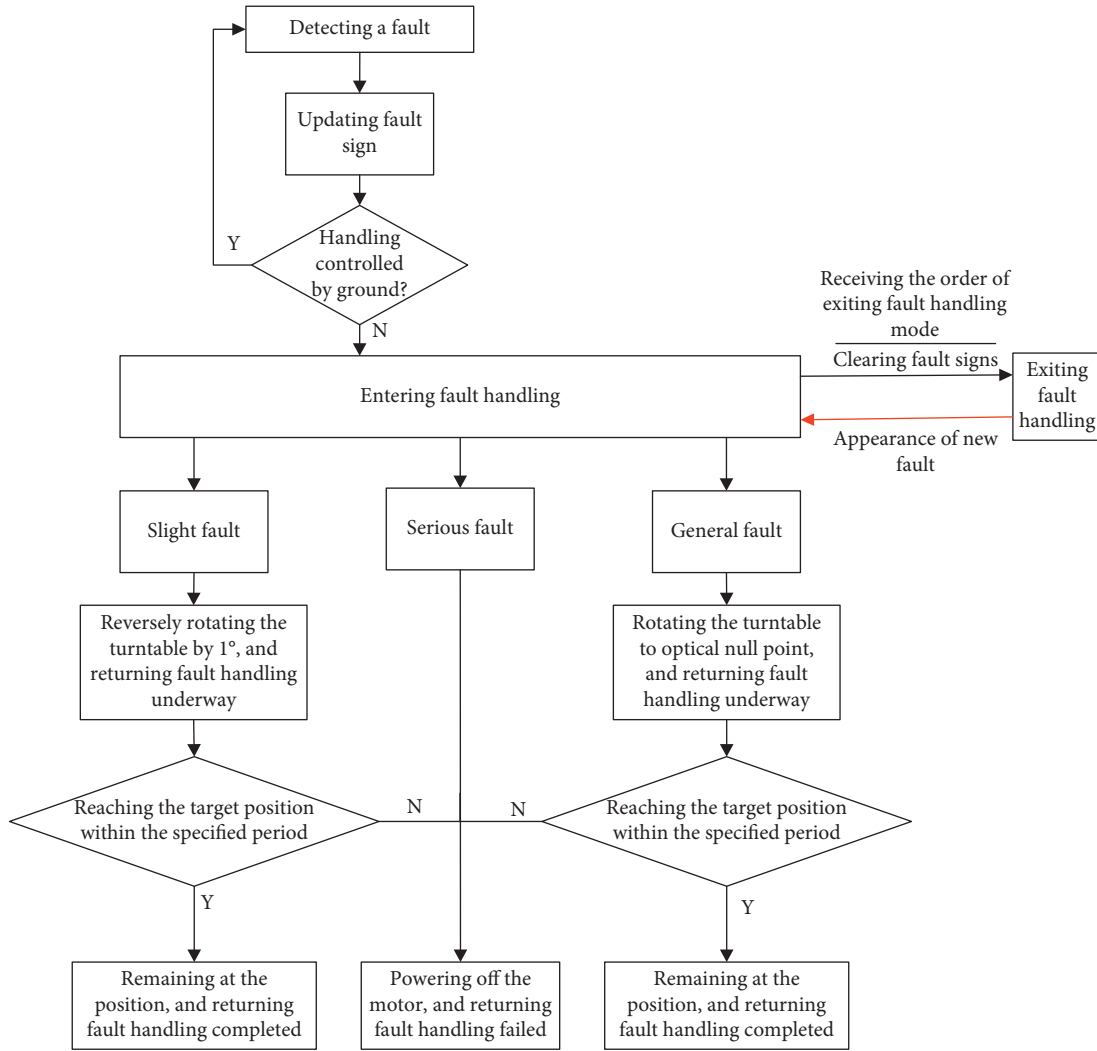 Detecting a fault
Updating fault
sign
Handling
controlled
by ground?
Y
N
Receiving the order of
exiting fault handling
mode
Clearing fault signs
Entering fault handling
Exiting
fault
handling
Appearance of new
fault
Slight fault
Serious fault
General fault
Reversely rotating the
turntable by 1°, and
returning fault handling
underway
Rotating the turntable
to optical null point,
and returning fault
handling underway
Reaching the target position
within the specified period
N
N
Reaching the target position
within the specified period
Y
Y
Remaining at the
position, and returning
fault handling completed
Powering off the
motor, and returning
fault handling failed
Remaining at the
position, and returning
fault handling completed